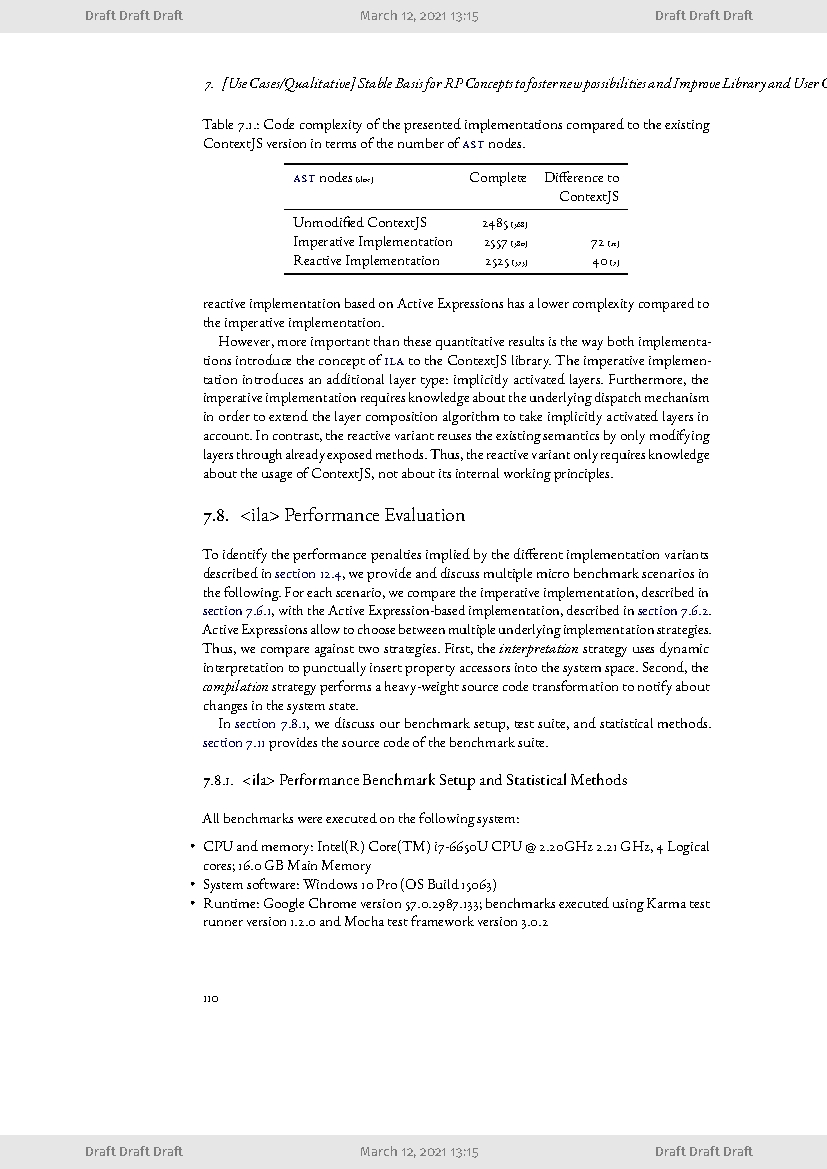 Draft Draft Draft March 12, 2021 13:15 Draft Draft Draft
7. [Use Cases/Qualitative] Stable Basis for RP Concepts to foster new possibilities and Improve Library and User
Table 7.1.: Code complexity of the presented implementations compared to the existing
ContextJS version in terms of the number of AST nodes.
AST nodes [sloc] Complete Difference to
ContextJS
Unmodified ContextJS 2485 [368]
Imperative Implementation 2557 [380] 72 [12]
Reactive Implementation 2525 [375] 40 [7]
reactive implementation based on Active Expressions has a lower complexity compared to
the imperative implementation.
However, more important than these quantitative results is the way both implementa-
tions introduce the concept of ILA to the ContextJS library. The imperative implemen-
tation introduces an additional layer type: implicitly activated layers. Furthermore, the
imperative implementation requires knowledge about the underlying dispatch mechanism
in order to extend the layer composition algorithm to take implicitly activated layers in
account. In contrast, the reactive variant reuses the existing semantics by only modifying
layers through already exposed methods. Thus, the reactive variant only requires knowledge
about the usage of ContextJS, not about its internal working principles.
7.8. <ila> Performance Evaluation
To identify the performance penalties implied by the different implementation variants
described in section 12.4, we provide and discuss multiple micro benchmark scenarios in
the following. For each scenario, we compare the imperative implementation, described in
section 7.6.1, with the Active Expression-based implementation, described in section 7.6.2.
Active Expressions allow to choose between multiple underlying implementation strategies.
Thus, we compare against two strategies. First, the interpretation strategy uses dynamic
interpretation to punctually insert property accessors into the system space. Second, the
compilation strategy performs a heavy-weight source code transformation to notify about
changes in the system state.
In section 7.8.1, we discuss our benchmark setup, test suite, and statistical methods.
section 7.11 provides the source code of the benchmark suite.
7.8.1. <ila> Performance Benchmark Setup and Statistical Methods
All benchmarks were executed on the following system:
• CPU and memory: Intel(R) Core(TM) i7-6650U CPU @ 2.20GHz 2.21 GHz, 4 Logical
cores; 16.0 GB Main Memory
• System software: Windows 10 Pro (OS Build 15063)
• Runtime: Google Chrome version 57.0.2987.133; benchmarks executed using Karma test
runner version 1.2.0 and Mocha test framework version 3.0.2
110
Draft Draft Draft March 12, 2021 13:15 Draft Draft Draft